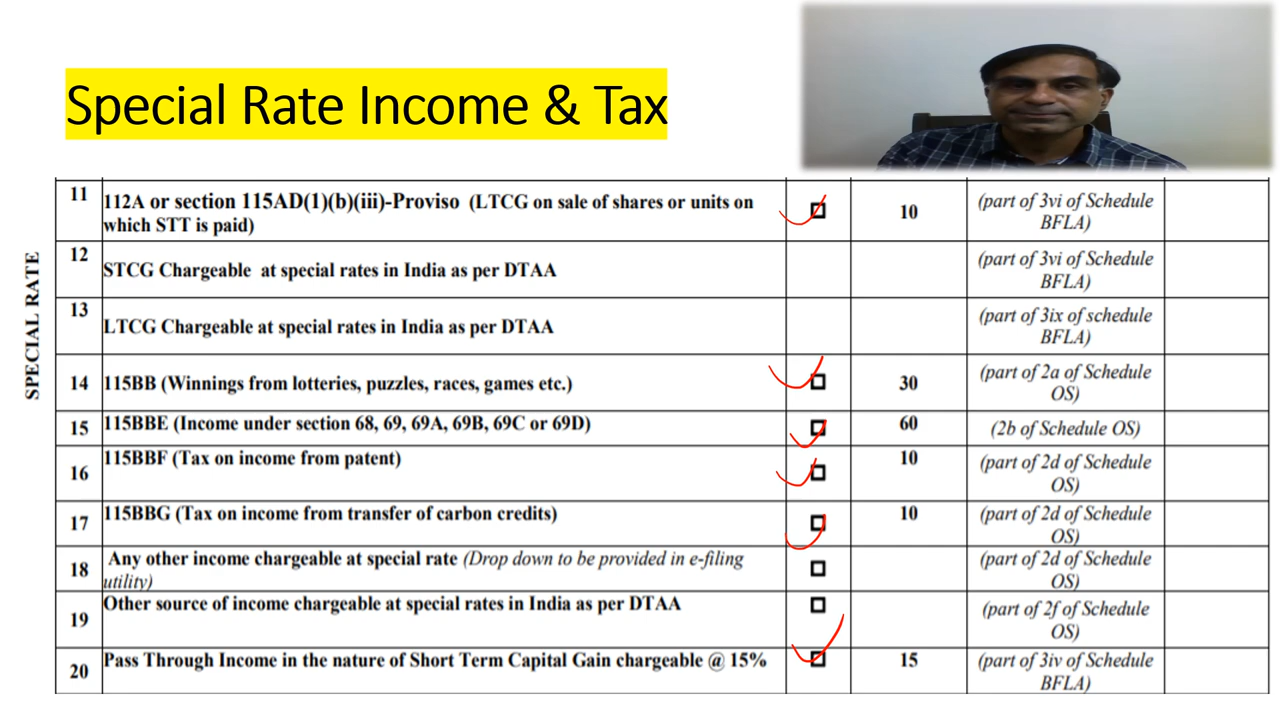 Special Rate Income & Tax
SPECIAL RATE
11
112A or section 115AD(1)(b)(iii)-Proviso (LTCG on sale of shares or units on
which STT is paid)
10
(part of 3vi of Schedule
BFLA)
12
STCG Chargeable at special rates in India as per DTAA
(part of 3vi of Schedule
BFLA)
13
LTCG Chargeable at special rates in India as per DTAA
(part of 3ix of schedule
BFLA)
14
115BB (Winnings from lotteries, puzzles, races, games etc.)
30
(part of 2a of Schedule
OS)
15
115BBE (Income under section 68, 69, 69A, 69B, 69C or 69D)
60
(2b of Schedule OS)
16
115BBF (Tax on income from patent)
10
(part of 2d of Schedule
OS)
17
115BBG (Tax on income from transfer of carbon credits)
10
(part of 2d of Schedule
OS)
18
Any other income chargeable at special rate (Drop down to be provided in e-filing
utility)
(part of 2d of Schedule
OS)
19
Other source of income chargeable at special rates in India as per DTAA
(part of 2f of Schedule
OS)
20
Pass Through Income in the nature of Short Term Capital Gain chargeable @ 15%
15
(part of 3iv of Schedule
BFLA)